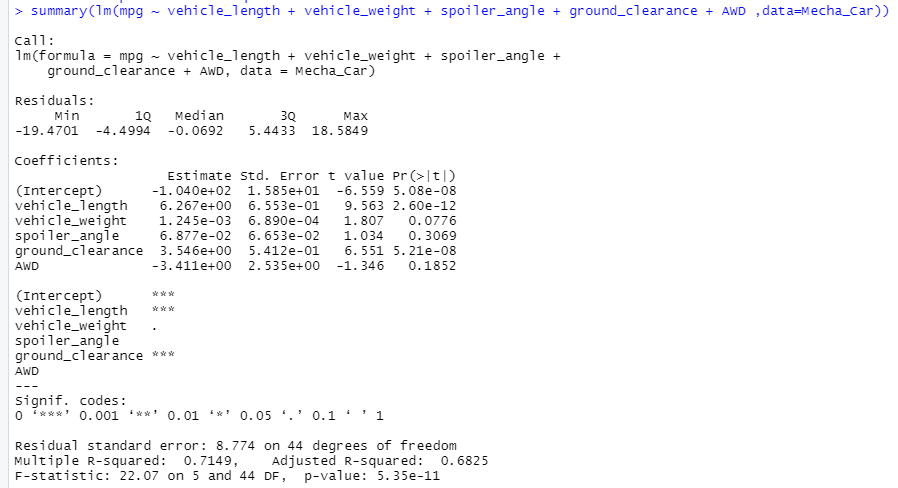 > summary(lm(mpg ~ vehicle_length + vehicle_weight + spoiler_angle + ground_clearance + AWD ,data=Mecha_Car))
Call:
lm(formula = mpg ~ vehicle_length + vehicle_weight + spoiler_angle +
    ground_clearance + AWD, data = Mecha_Car)
Residuals:
     Min       1Q   Median       3Q      Max
-19.4701  -4.4994  -0.0692   5.4433  18.5849
Coefficients:
                   Estimate Std. Error t value Pr(>|t|)
(Intercept)      -1.040e+02  1.585e+01  -6.559 5.08e-08
vehicle_length    6.267e+00  6.553e-01   9.563 2.60e-12
vehicle_weight    1.245e-03  6.890e-04   1.807   0.0776
spoiler_angle     6.877e-02  6.653e-02   1.034   0.3069
ground_clearance  3.546e+00  5.412e-01   6.551 5.21e-08
AWD              -3.411e+00  2.535e+00  -1.346   0.1852
(Intercept)      ***
vehicle_length   ***
vehicle_weight   .
spoiler_angle
ground_clearance ***
AWD
---
Signif. codes:
0 ‘***’ 0.001 ‘**’ 0.01 ‘*’ 0.05 ‘.’ 0.1 ‘ ’ 1
Residual standard error: 8.774 on 44 degrees of freedom
Multiple R-squared:  0.7149,    Adjusted R-squared:  0.6825
F-statistic: 22.07 on 5 and 44 DF,  p-value: 5.35e-11